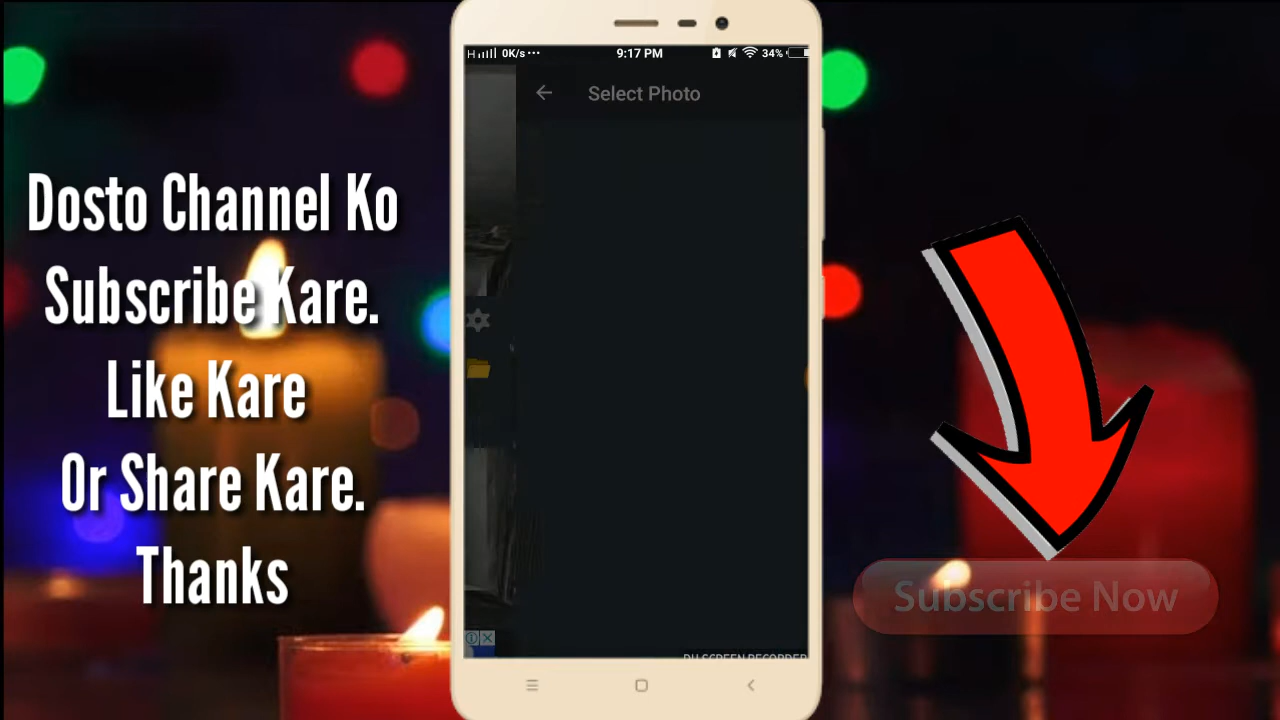 Dosto Channel Ko
Subscribe Kare.
Like Kare
Or Share Kare.
Thanks
H 0K/s ··· 9:17 PM 34%
Select Photo
DU SCREEN RECORDER
Subscribe Now